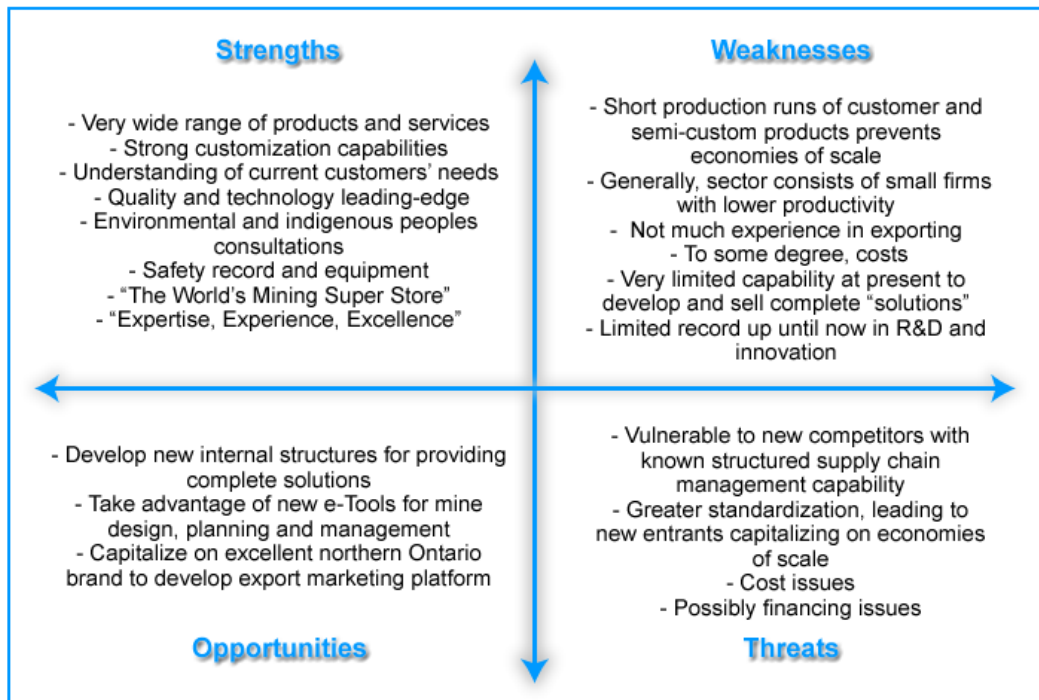 Strengths
- Very wide range of products and services
- Strong customization capabilities
- Understanding of current customers’ needs
- Quality and technology leading-edge
- Environmental and indigenous peoples
consultations
- Safety record and equipment
- “The World’s Mining Super Store”
- “Expertise, Experience, Excellence”
Weaknesses
- Short production runs of customer and
semi-custom products prevents
economies of scale
- Generally, sector consists of small firms
with lower productivity
- Not much experience in exporting
- To some degree, costs
- Very limited capability at present to
develop and sell complete “solutions”
- Limited record up until now in R&D and
innovation
- Develop new internal structures for providing
complete solutions
- Take advantage of new e-Tools for mine
design, planning and management
- Capitalize on excellent northern Ontario
brand to develop export marketing platform
Opportunities
- Vulnerable to new competitors with
known structured supply chain
management capability
- Greater standardization, leading to
new entrants capitalizing on economies
of scale
- Cost issues
- Possibly financing issues
Threats